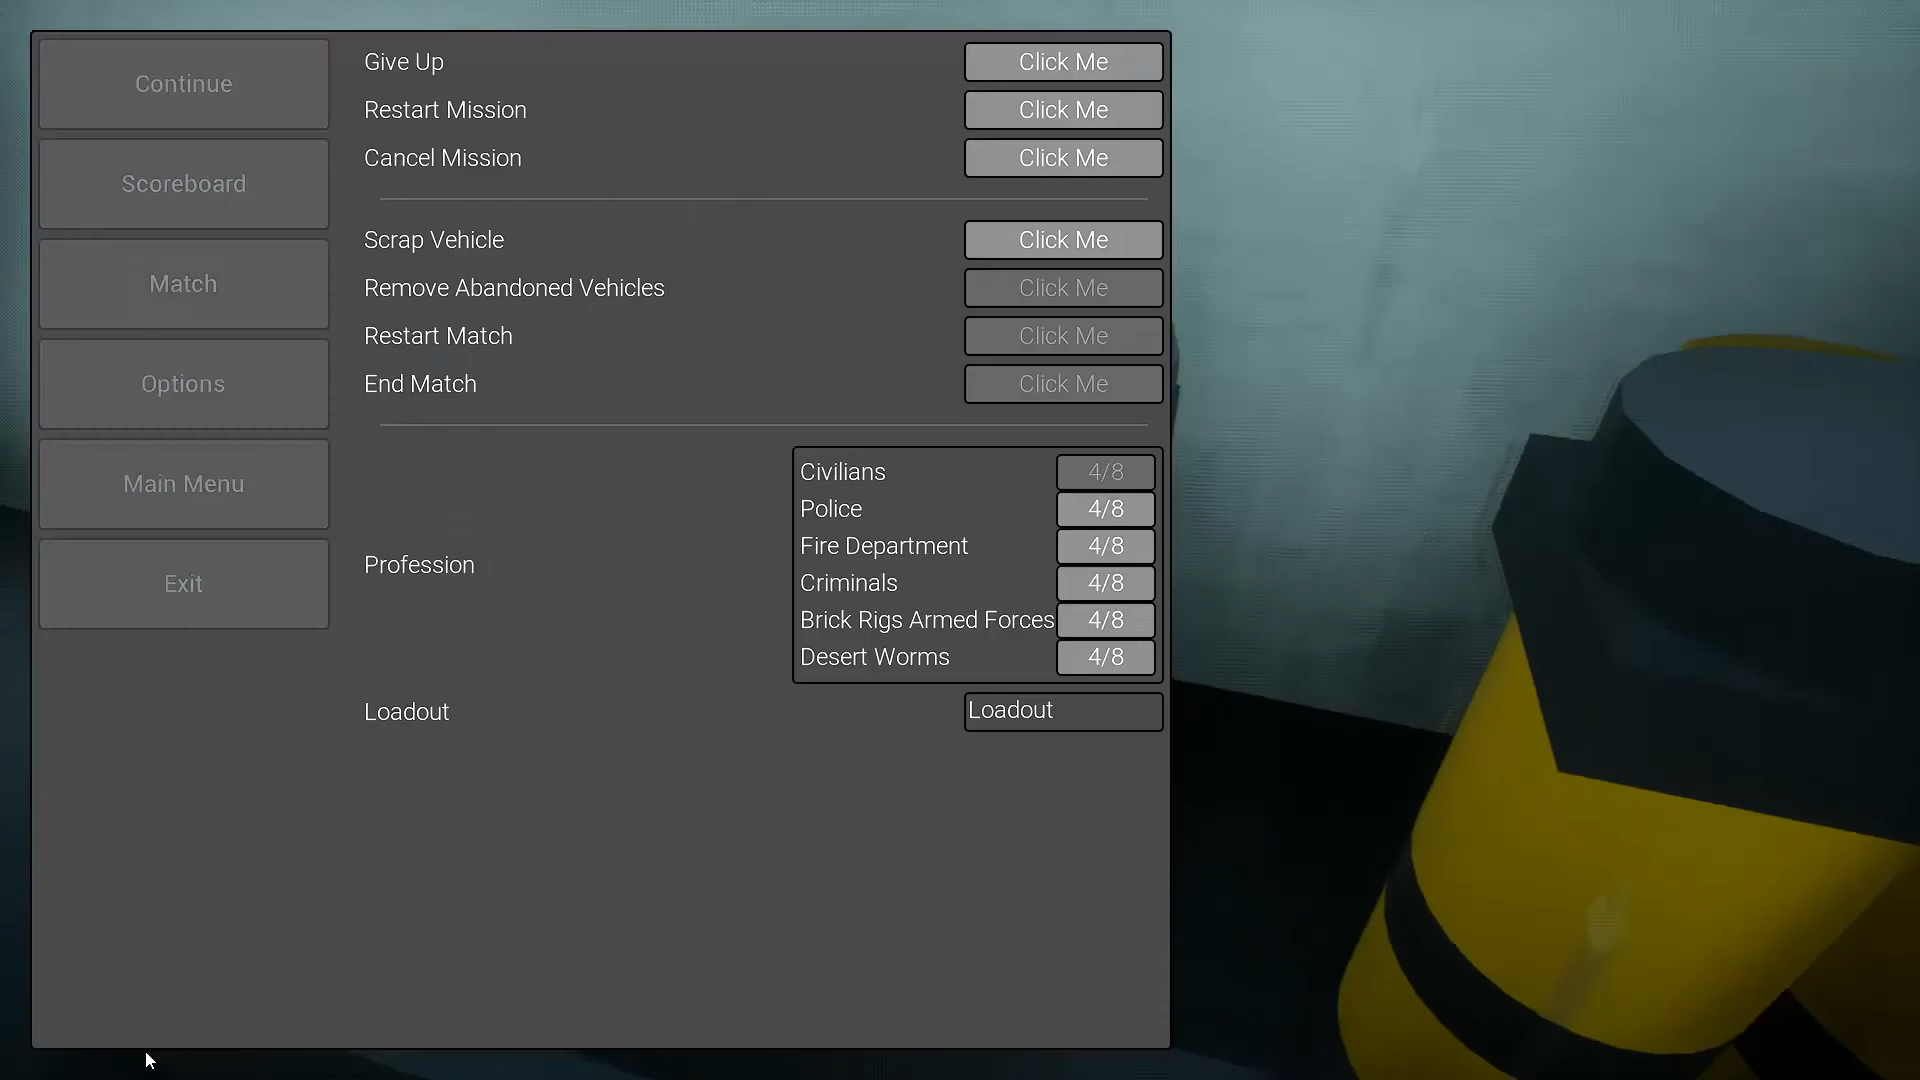 Continue
Scoreboard
Match
Options
Main Menu
Exit
Give Up Click Me
Restart Mission Click Me
Cancel Mission Click Me
Scrap Vehicle Click Me
Remove Abandoned Vehicles Click Me
Restart Match Click Me
End Match Click Me
Profession
Civilians 4/8
Police 4/8
Fire Department 4/8
Criminals 4/8
Brick Rigs Armed Forces 4/8
Desert Worms 4/8
Loadout Loadout